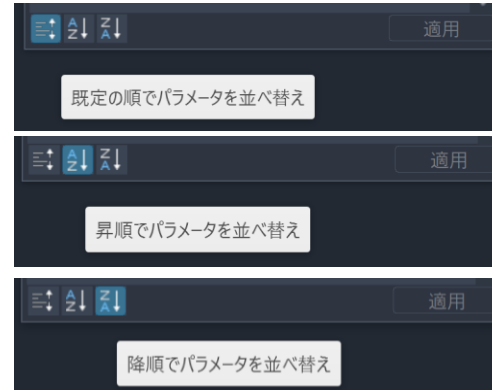 適用
既定の順でパラメータを並べ替え
適用
昇順でパラメータを並べ替え
適用
降順でパラメータを並べ替え